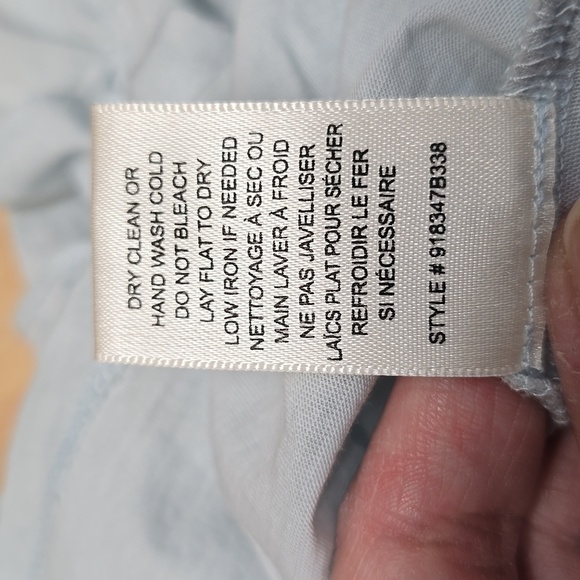 DRY CLEAN OR
HAND WASH COLD
DO NOT BLEACH
LAY FLAT TO DRY
LOW IRON IF NEEDED
NETTOYAGE À SEC OU
MAIN LAVER À FROID
NE PAS JAVELLISER
LAÏCS PLAT POUR SÉCHER
REFROIDIR LE FER
SI NÉCESSAIRE
STYLE # 918347B338